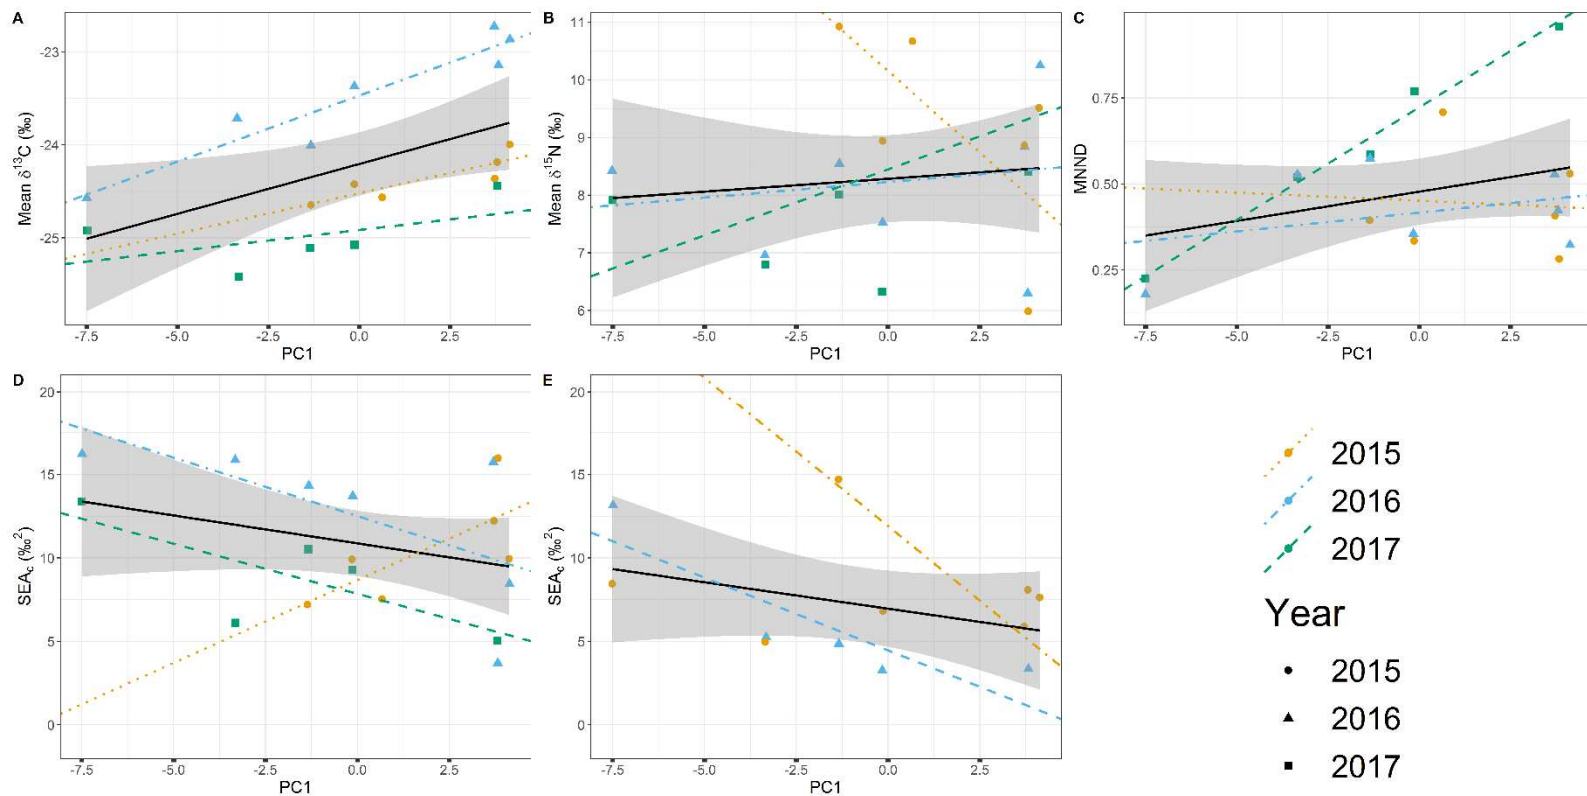 A
-23
-24
-25
Mean δ13C (‰)
-7.5 -5.0 -2.5 0.0 2.5
PC1
B
11
10
9
8
7
6
Mean δ15N (‰)
-7.5 -5.0 -2.5 0.0 2.5
PC1
C
0.75
0.50
0.25
MNND
-7.5 -5.0 -2.5 0.0 2.5
PC1
D
20
15
10
5
0
SEAc (‰2)
-7.5 -5.0 -2.5 0.0 2.5
PC1
E
20
15
10
5
0
SEAc (‰2)
-7.5 -5.0 -2.5 0.0 2.5
PC1
2015
2016
2017
Year
2015
2016
2017